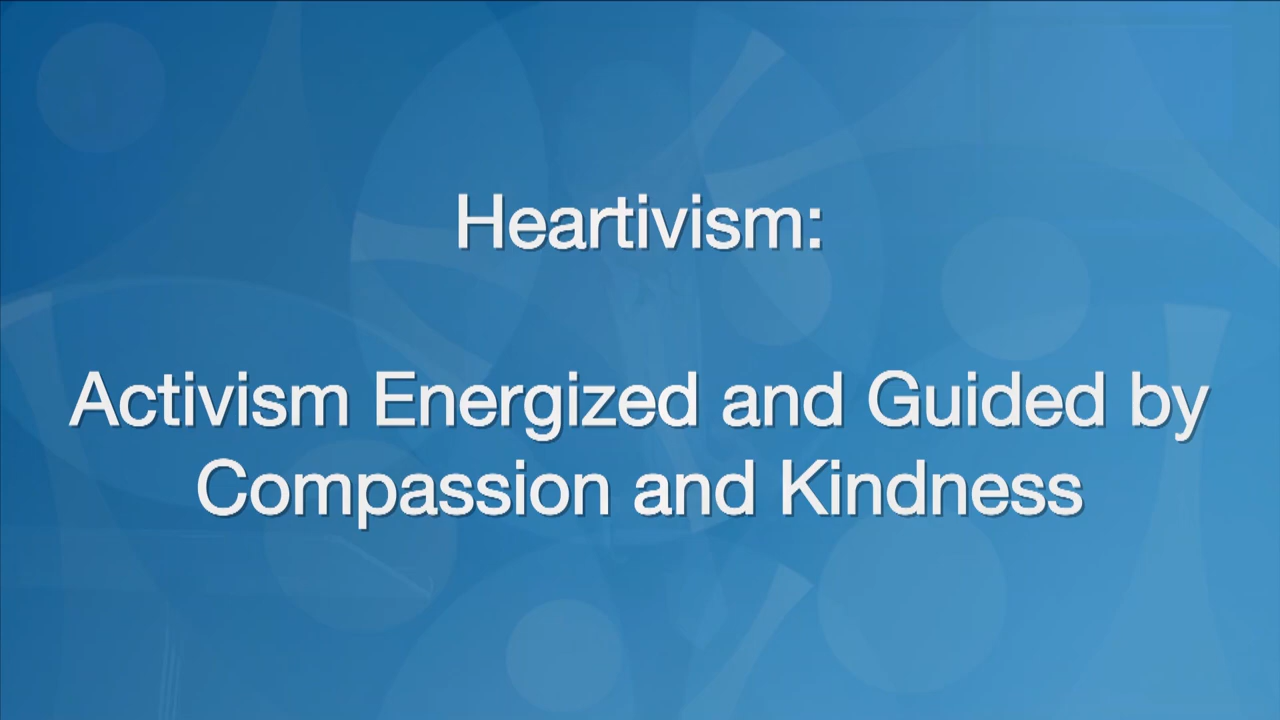 Heartivism:
Activism Energized and Guided by
Compassion and Kindness